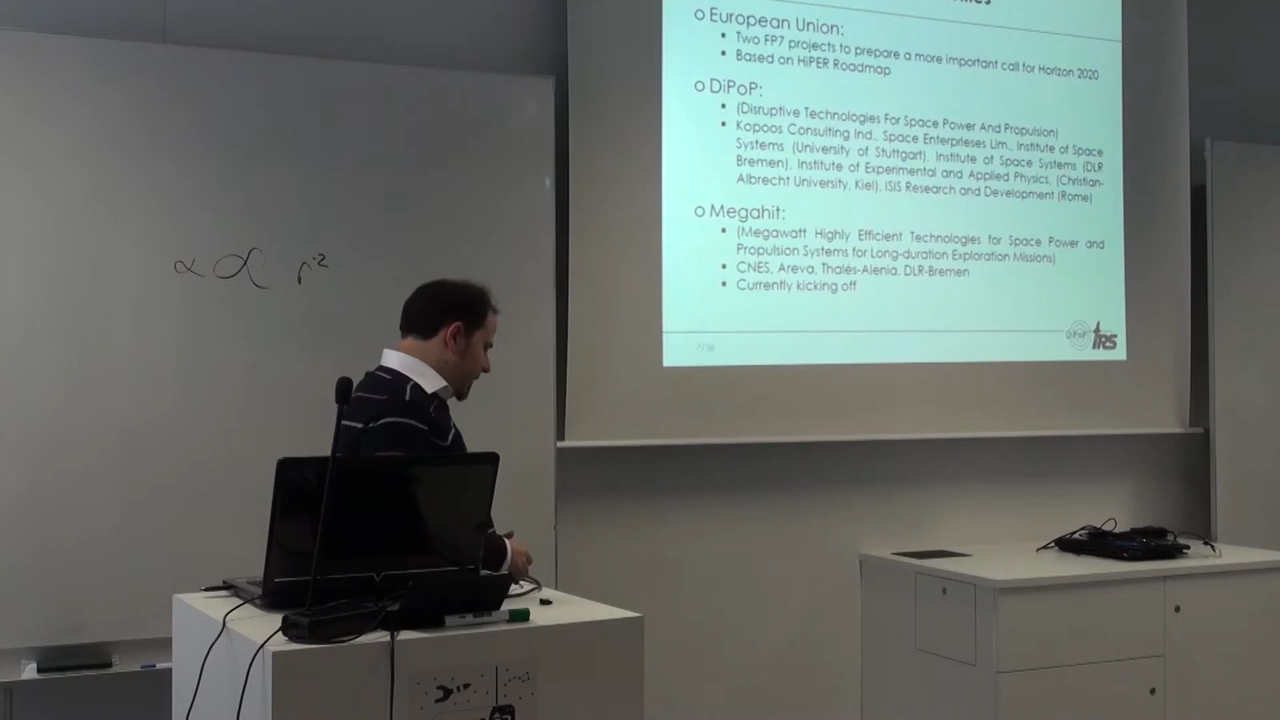 o European Union:
▪ Two FP7 projects to prepare a more important call for Horizon 2020
▪ Based on HiPER Roadmap
o DiPoP:
▪ (Disruptive Technologies For Space Power And Propulsion)
▪ Kopoos Consulting Ind., Space Enterprieses Lim., Institute of Space
Systems (University of Stuttgart), Institute of Space Systems (DLR
Bremen), Institute of Experimental and Applied Physics, (Christian-
Albrecht University, Kiel), ISIS Research and Development (Rome)
o Megahit:
▪ (Megawatt Highly Efficient Technologies for Space Power and
Propulsion Systems for Long-duration Exploration Missions)
▪ CNES, Areva, Thalés-Alenia, DLR-Bremen
▪ Currently kicking off
DiPoP IRS
α ∝ r^-2